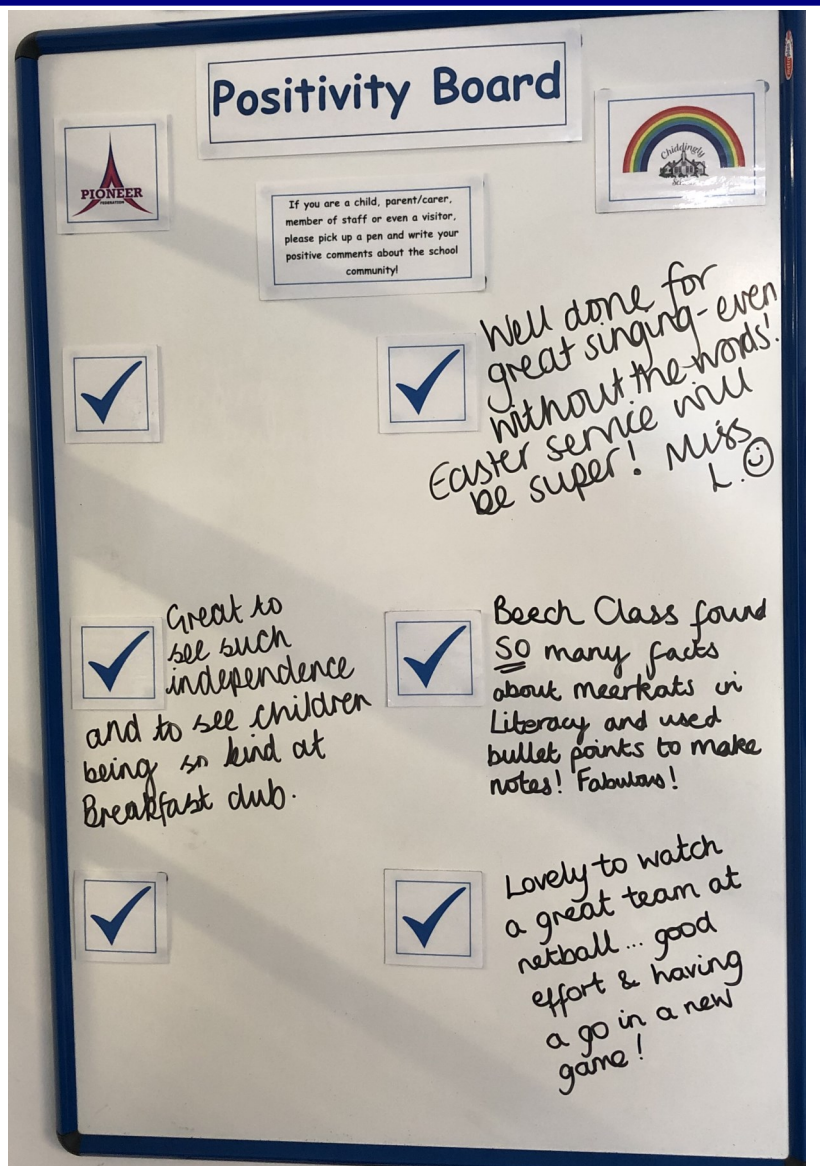 Positivity Board
PIONEER
FEDERATION
Chiddingly
If you are a child, parent/carer,
member of staff or even a visitor,
please pick up a pen and write your
positive comments about the school
community!
Well done for
great singing - even
without the words!
Easter service will
be super! Miss
L.
Great to
see such
independence
and to see children
being so kind at
Breakfast club.
Beech Class found
SO many facts
about meerkats in
Literacy and used
bullet points to make
notes! Fabulous!
Lovely to watch
a great team at
netball... good
effort & having
a go in a new
game!